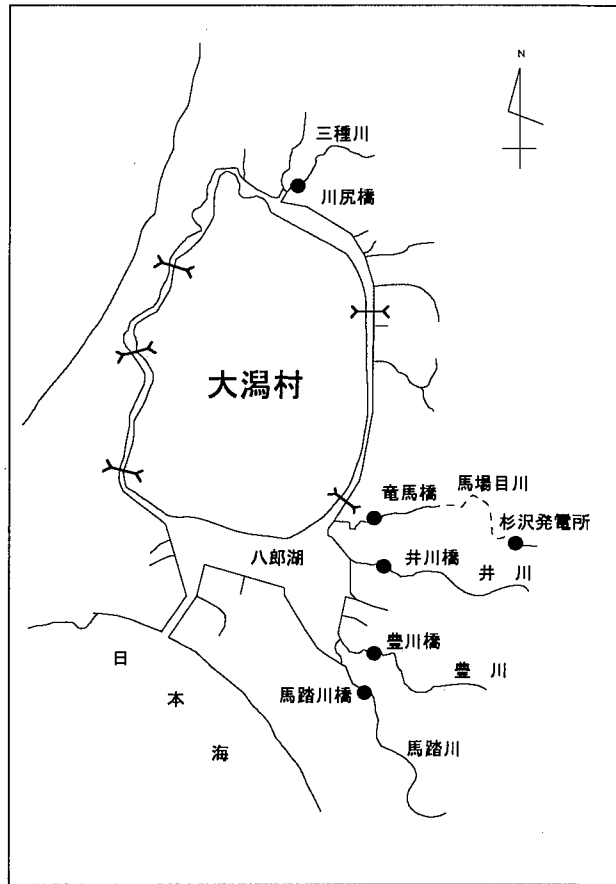 N
三種川
川尻橋
大潟村
竜馬橋
馬場目川
杉沢発電所
八郎湖
井川橋
井川
豊川橋
豊川
日本海
馬踏川橋
馬踏川